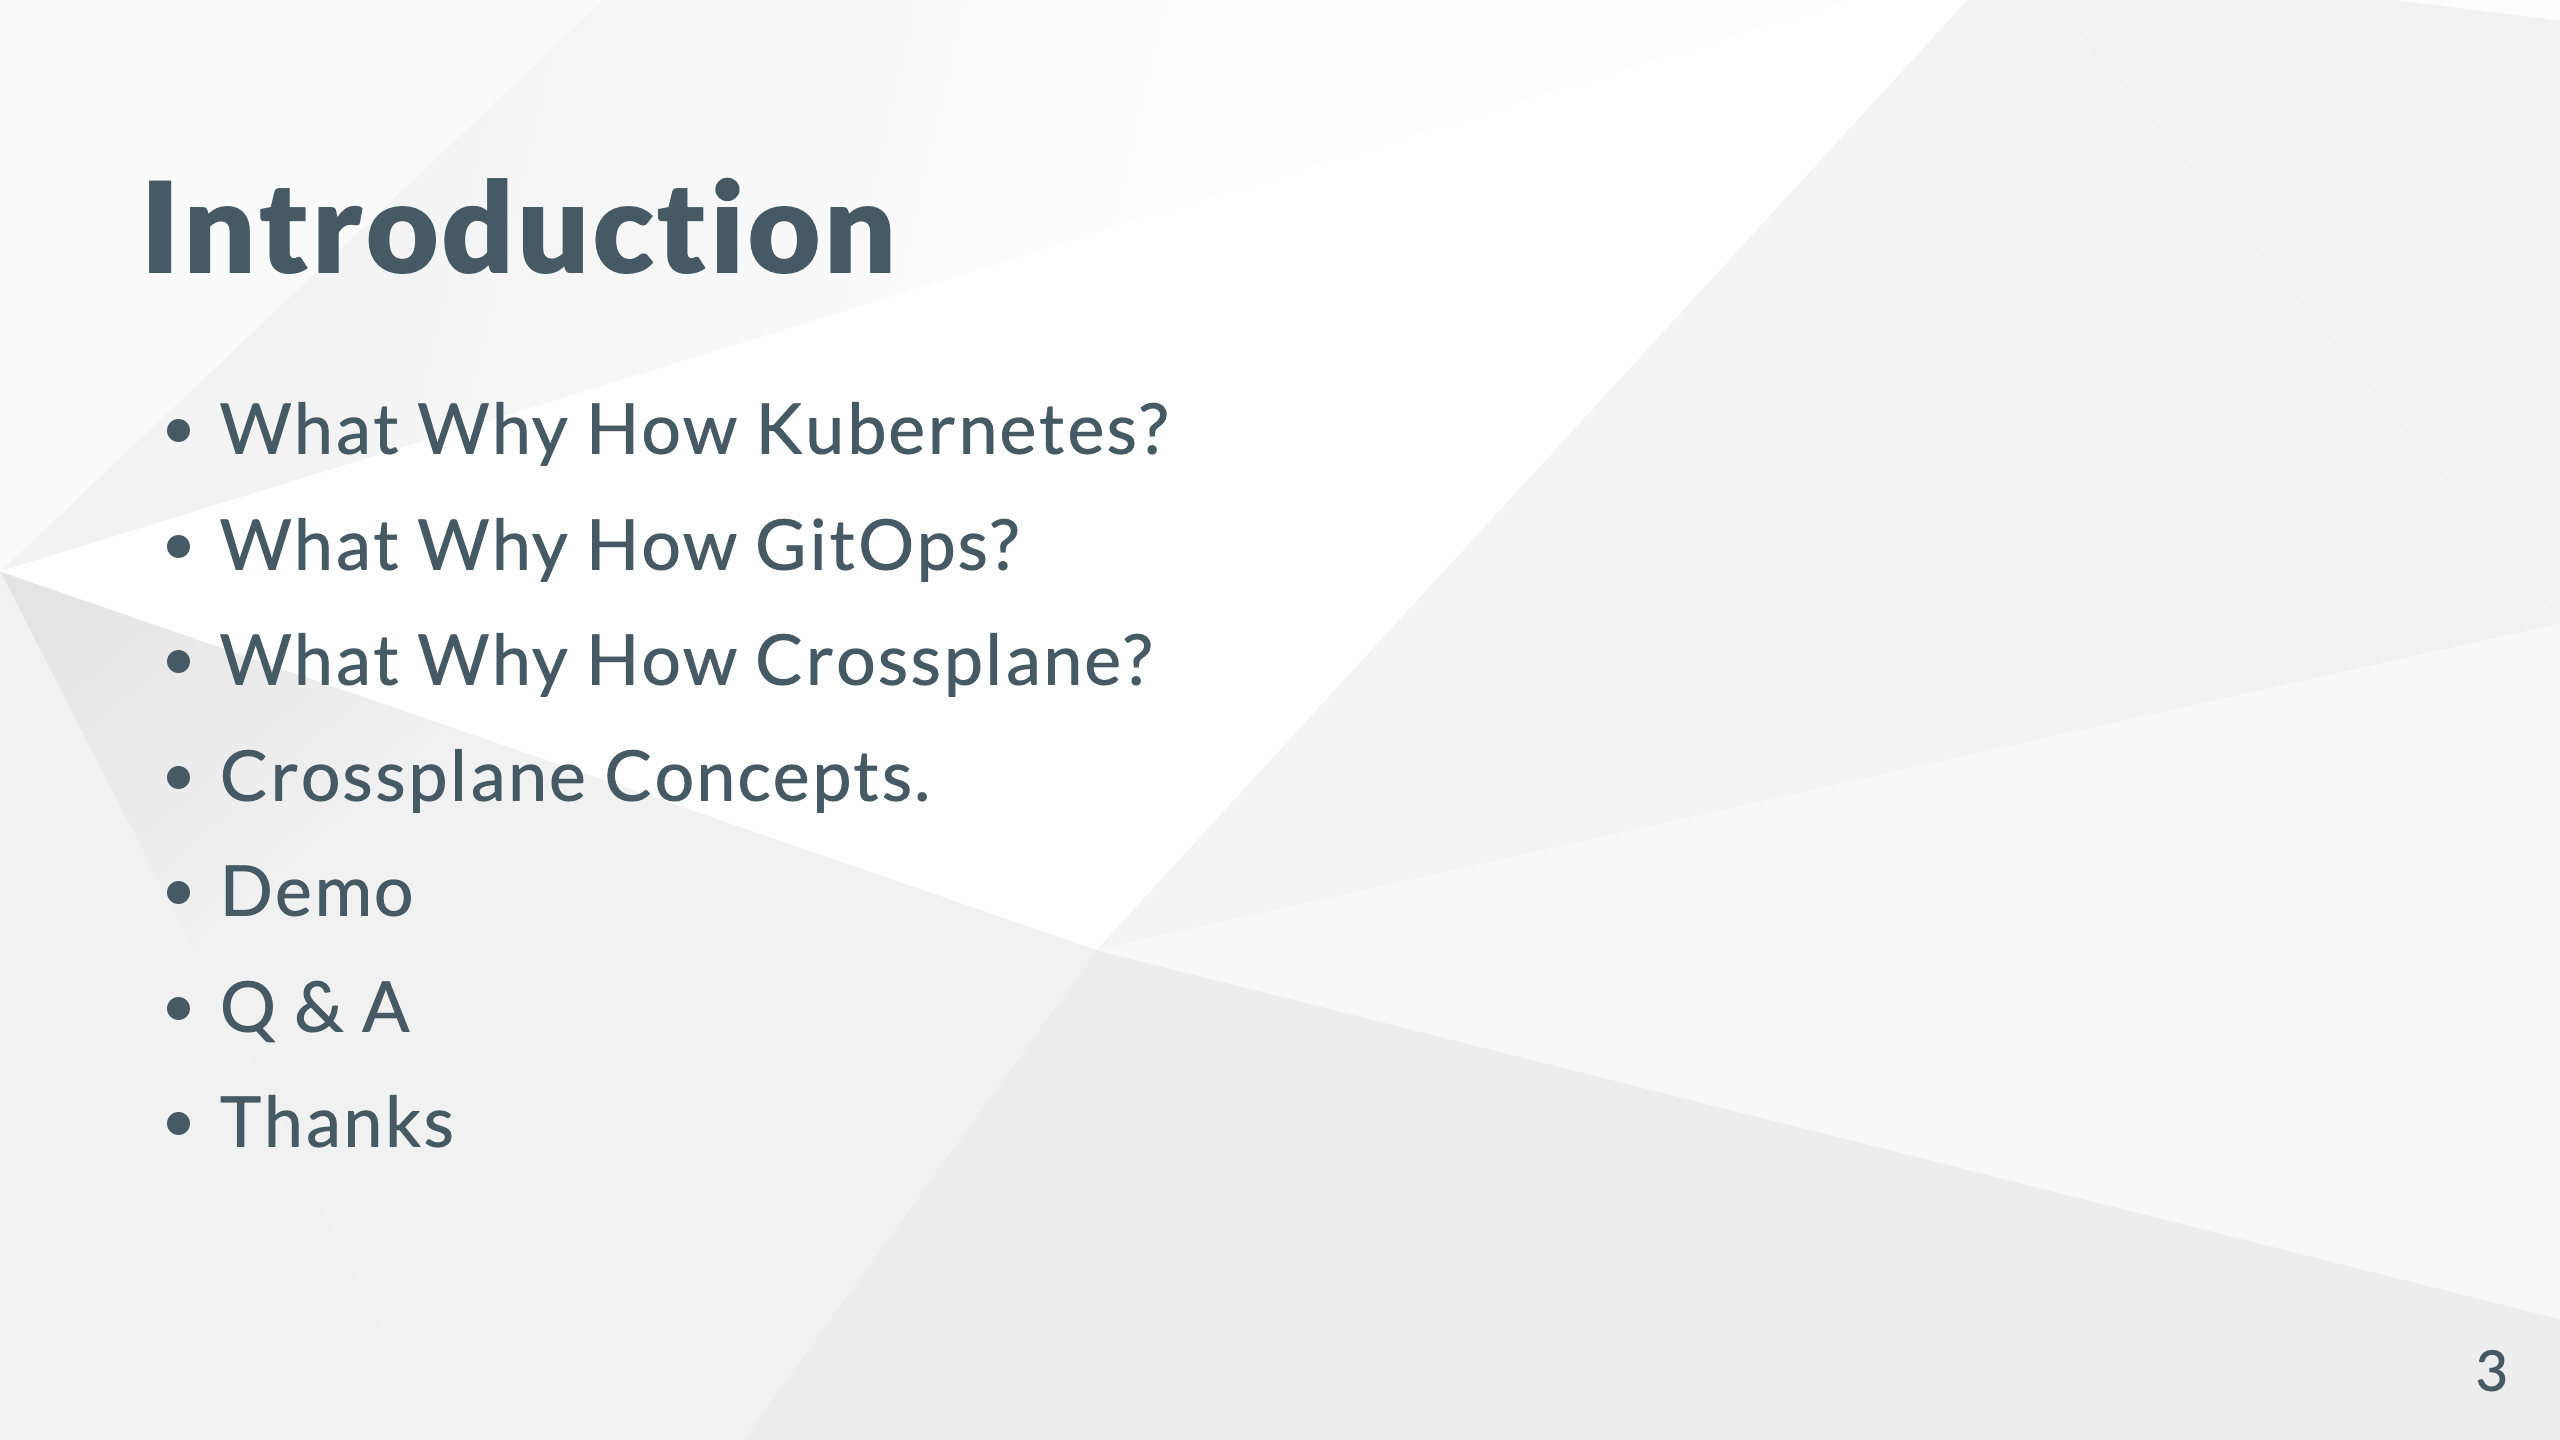 Introduction
• What Why How Kubernetes?
• What Why How GitOps?
• What Why How Crossplane?
• Crossplane Concepts.
• Demo
• Q & A
• Thanks
3